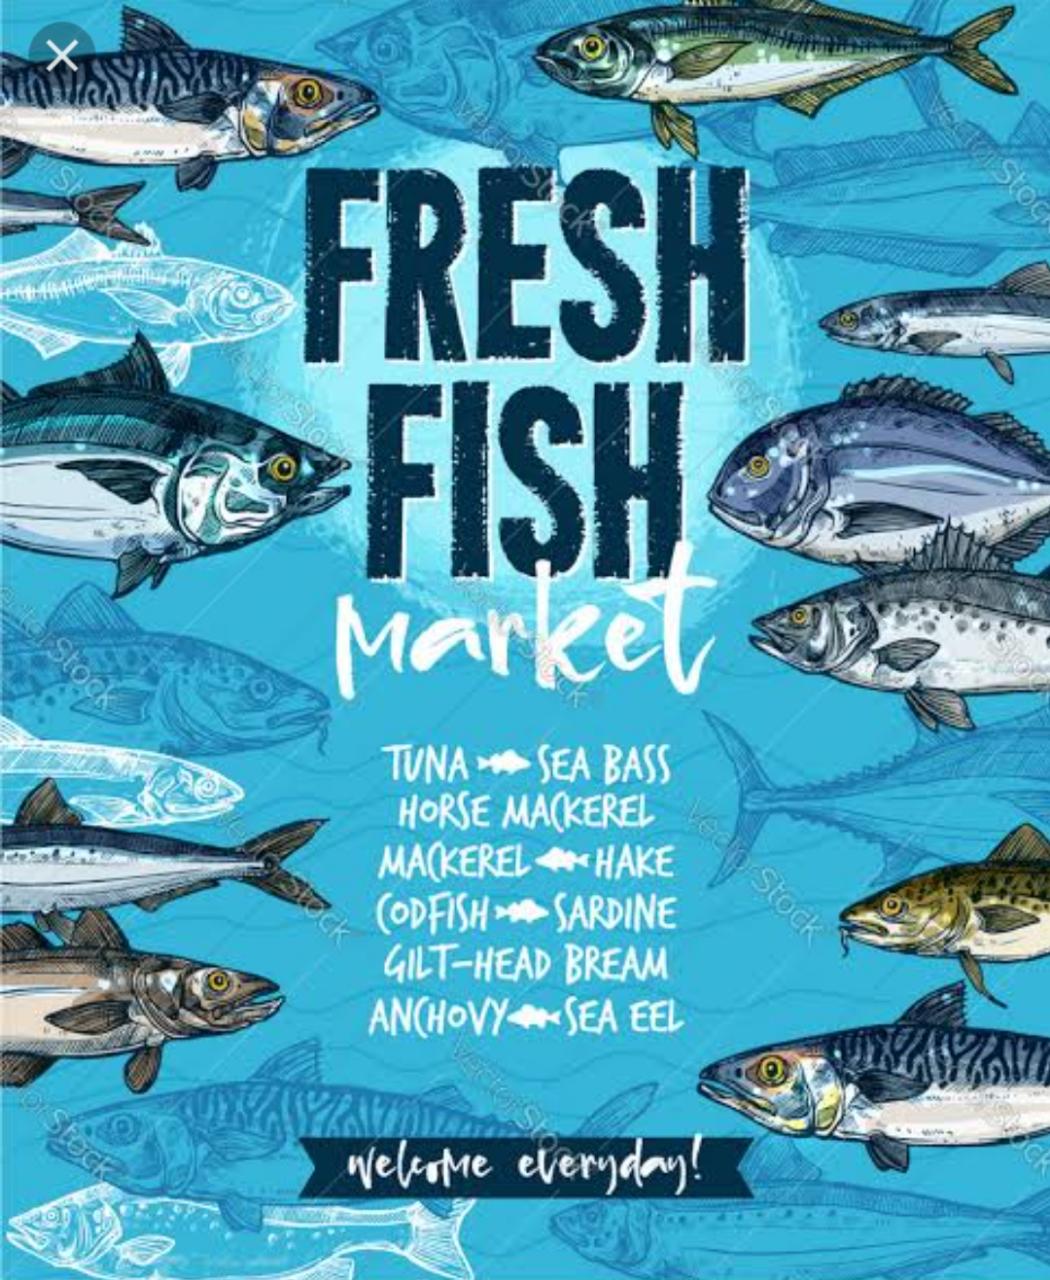 FRESH
FISH
market
TUNA SEA BASS
HORSE MACKEREL
MACKEREL HAKE
CODFISH SARDINE
GILT-HEAD BREAM
ANCHOVY SEA EEL
welcome everyday!
VectorStock